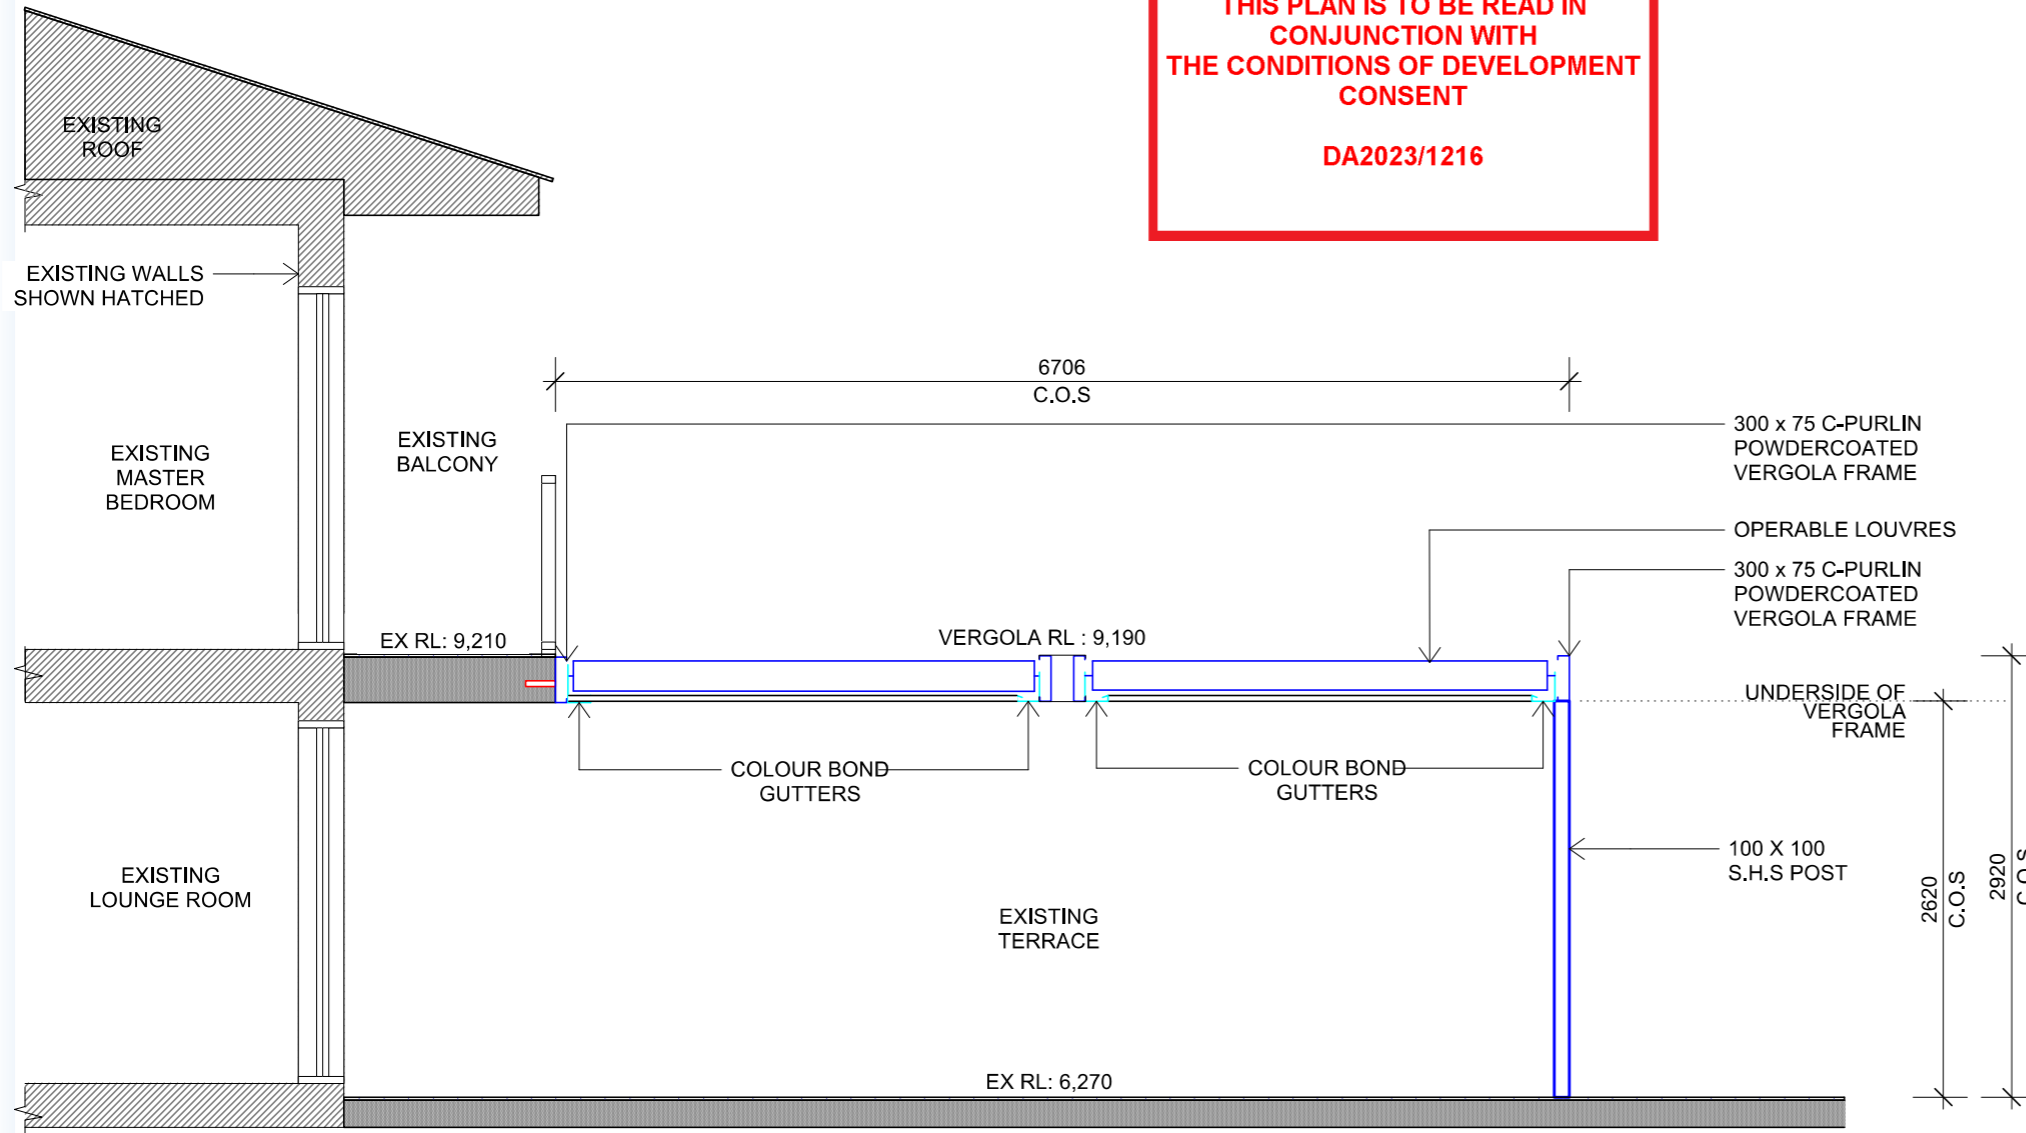 THIS PLAN IS TO BE READ IN
CONJUNCTION WITH
THE CONDITIONS OF DEVELOPMENT
CONSENT
DA2023/1216
EXISTING
ROOF
EXISTING WALLS
SHOWN HATCHED
6706
C.O.S
300 x 75 C-PURLIN
POWDERCOATED
VERGOLA FRAME
EXISTING
BALCONY
EXISTING
MASTER
BEDROOM
OPERABLE LOUVRES
300 x 75 C-PURLIN
POWDERCOATED
VERGOLA FRAME
EX RL: 9,210
VERGOLA RL : 9,190
UNDERSIDE OF
VERGOLA
FRAME
COLOUR BOND
GUTTERS
COLOUR BOND
GUTTERS
100 X 100
S.H.S POST
EXISTING
LOUNGE ROOM
EXISTING
TERRACE
2620
C.O.S
2920
C.O.S
EX RL: 6,270